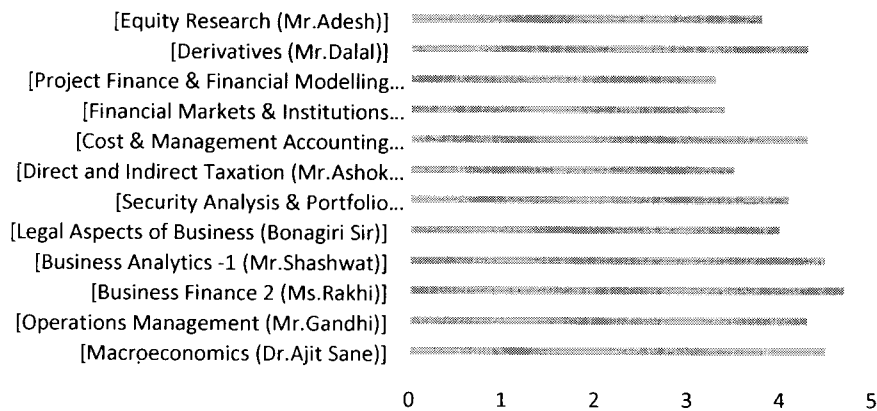 [Equity Research (Mr.Adesh)]
[Derivatives (Mr.Dalal)]
[Project Finance & Financial Modelling...
[Financial Markets & Institutions...
[Cost & Management Accounting...
[Direct and Indirect Taxation (Mr.Ashok...
[Security Analysis & Portfolio...
[Legal Aspects of Business (Bonagiri Sir)]
[Business Analytics -1 (Mr.Shashwat)]
[Business Finance 2 (Ms.Rakhi)]
[Operations Management (Mr.Gandhi)]
[Macroeconomics (Dr.Ajit Sane)]
0 1 2 3 4 5